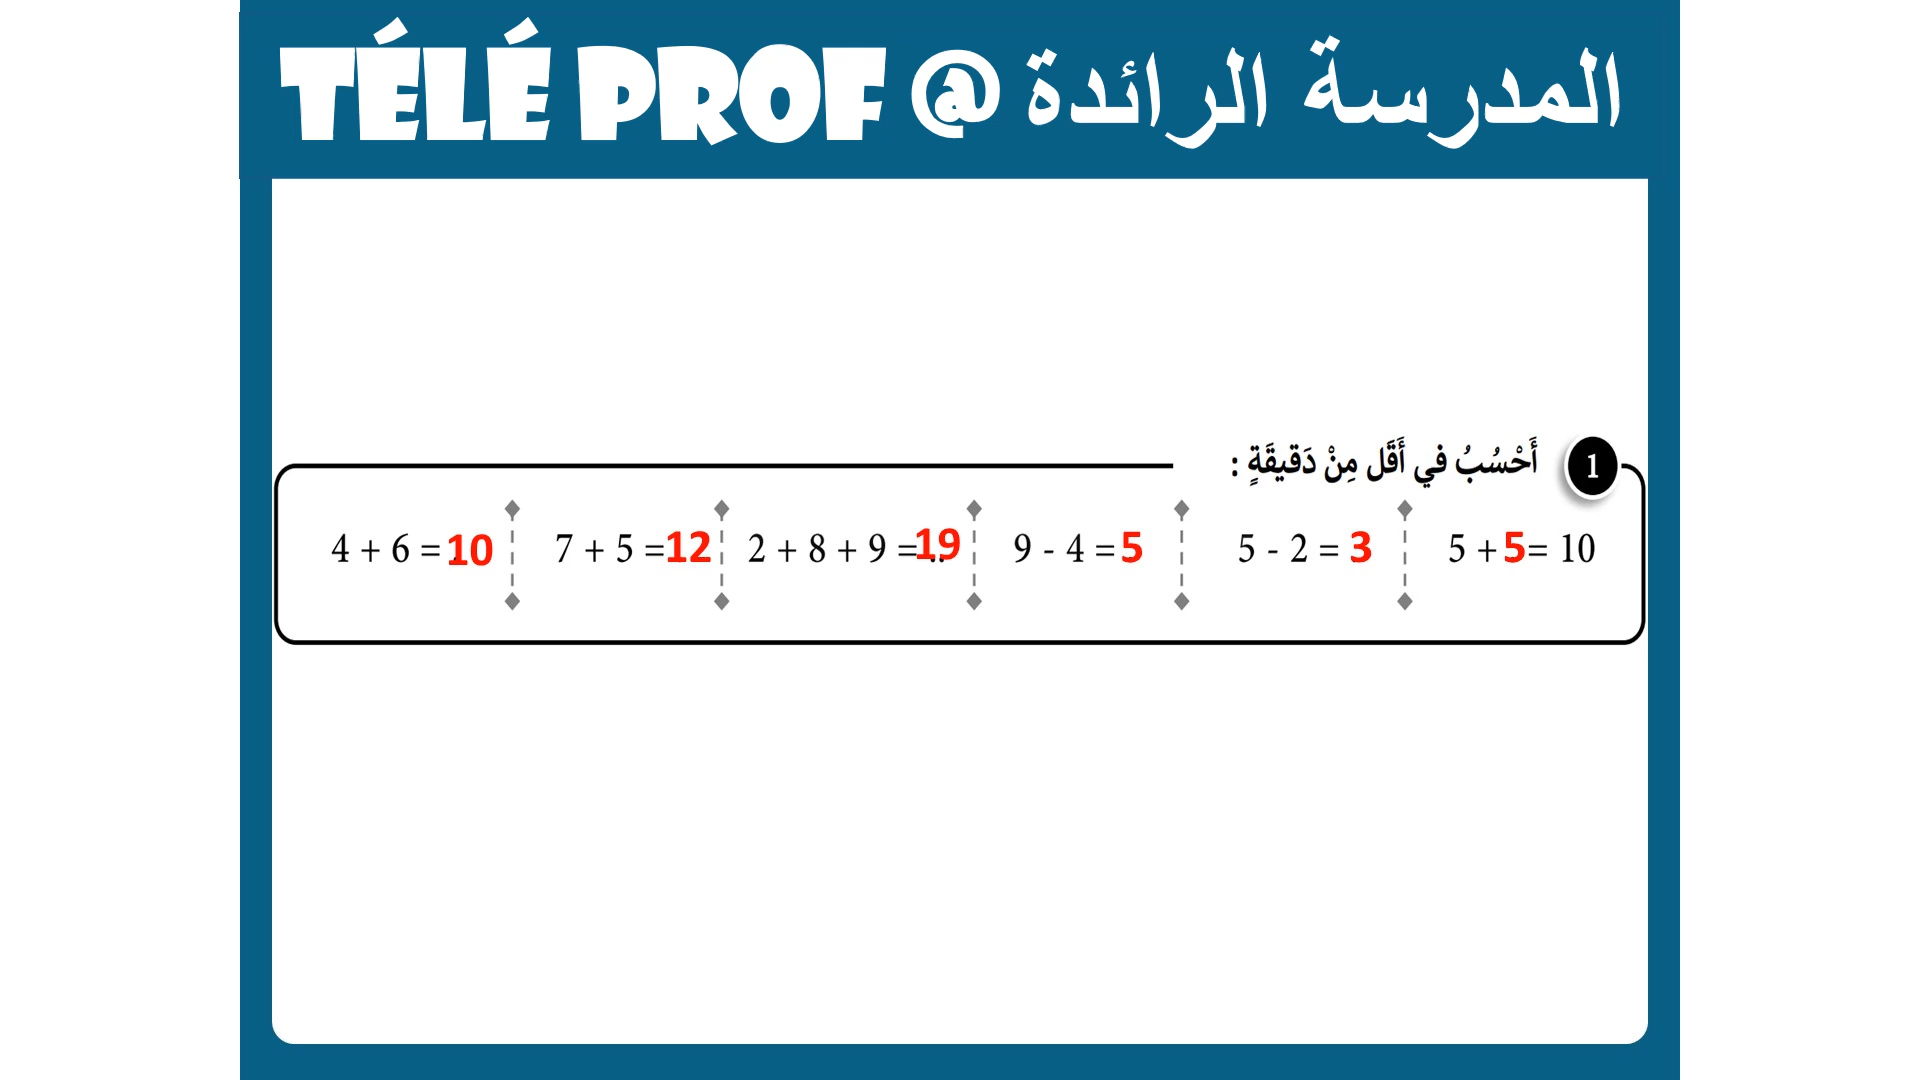 TÉLÉ PROF @ المدرسة الرائدة
1 أَحْسُبُ في أَقَل مِنْ دَقيقَةٍ :
4 + 6 = 10
7 + 5 = 12
2 + 8 + 9 = 19
9 - 4 = 5
5 - 2 = 3
5 + 5 = 10